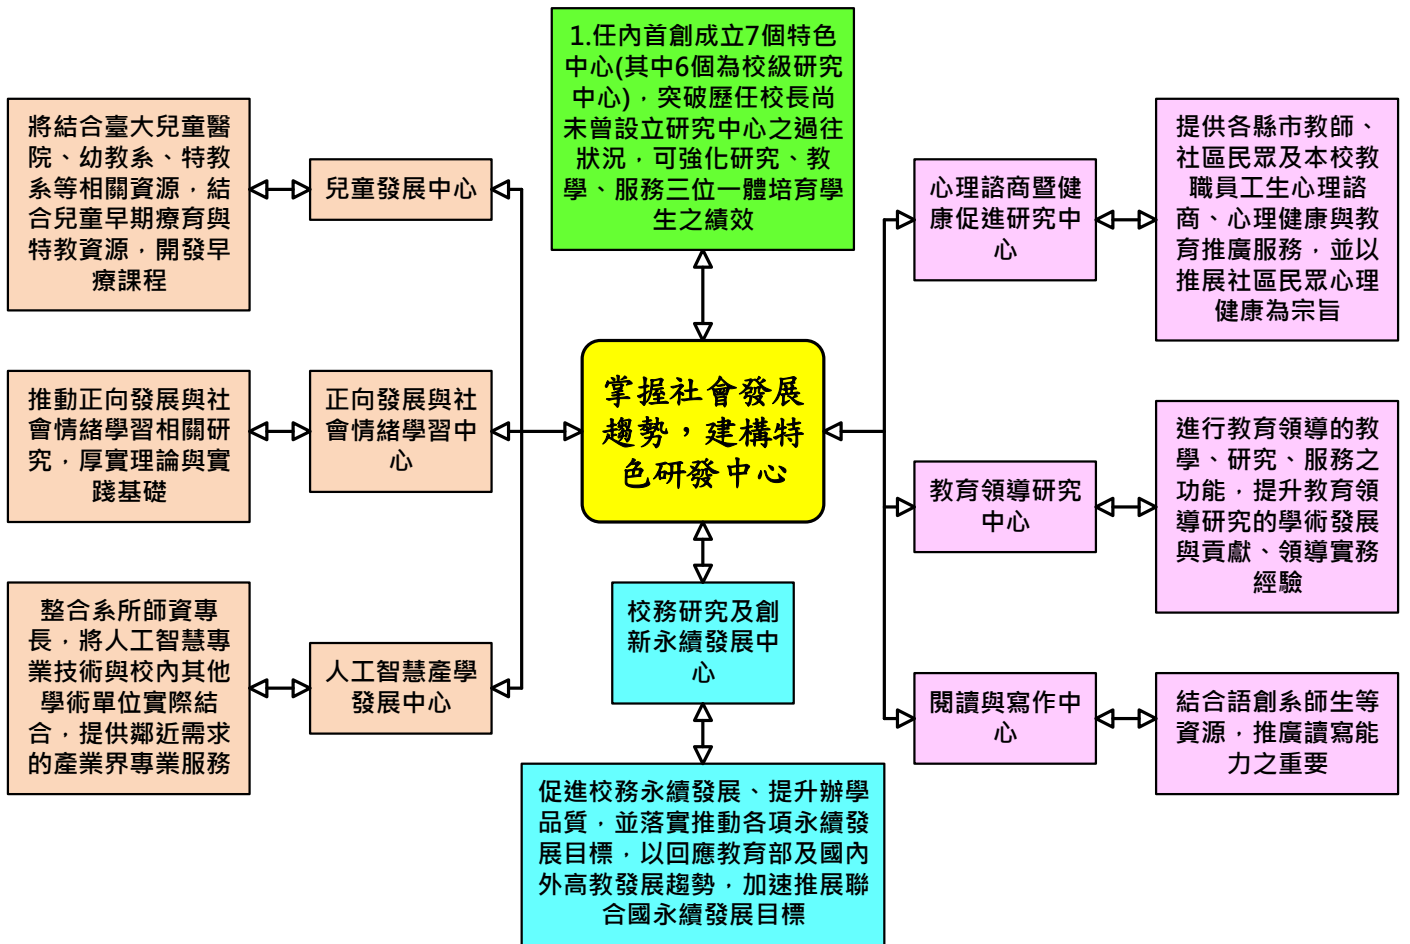 1.任內首創成立7個特色
中心(其中6個為校級研究
中心)，突破歷任校長尚
未曾設立研究中心之過往
狀況，可強化研究、教
學、服務三位一體培育學
生之績效
將結合臺大兒童醫
院、幼教系、特教
系等相關資源，結
合兒童早期療育與
特教資源，開發早
療課程
兒童發展中心
推動正向發展與社
會情緒學習相關研
究，厚實理論與實
踐基礎
正向發展與社
會情緒學習中
心
整合系所師資專
長，將人工智慧專
業技術與校內其他
學術單位實際結
合，提供鄰近需求
的產業界專業服務
人工智慧產學
發展中心
掌握社會發展
趨勢，建構特
色研發中心
校務研究及創
新永續發展中
心
促進校務永續發展、提升辦學
品質，並落實推動各項永續發
展目標，以回應教育部及國內
外高教發展趨勢，加速推展聯
合國永續發展目標
心理諮商暨健
康促進研究中
心
提供各縣市教師、
社區民眾及本校教
職員工生心理諮
商、心理健康與教
育推廣服務，並以
推展社區民眾心理
健康為宗旨
教育領導研究
中心
進行教育領導的教
學、研究、服務之
功能，提升教育領
導研究的學術發展
與貢獻、領導實務
經驗
閱讀與寫作中
心
結合語創系師生等
資源，推廣讀寫能
力之重要